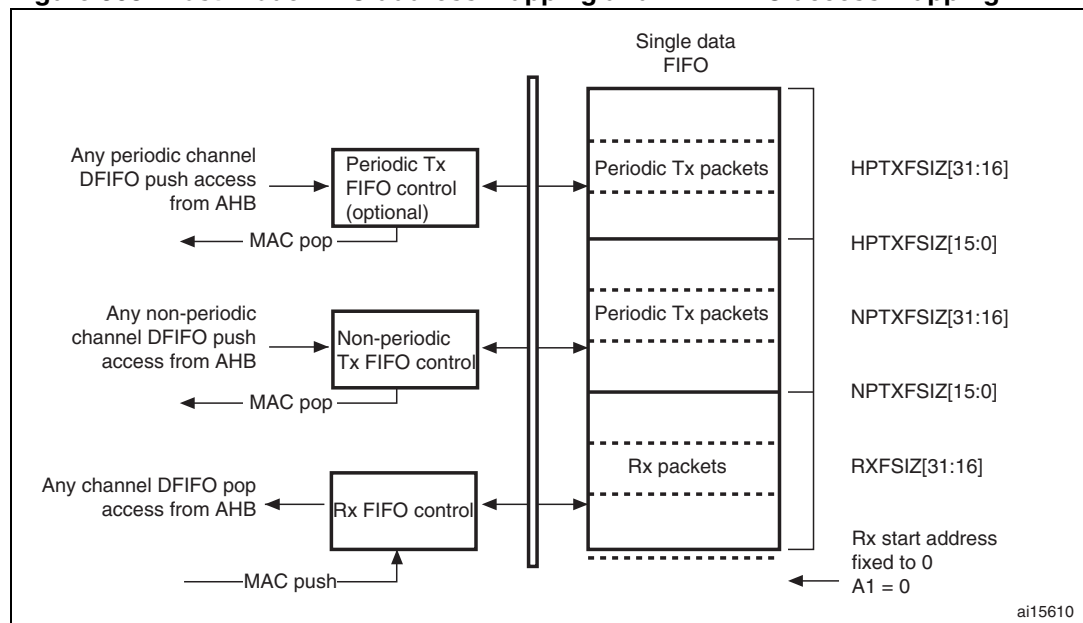 Single data
FIFO
Any periodic channel
DFIFO push access
from AHB
Periodic Tx
FIFO control
(optional)
MAC pop
Periodic Tx packets
HPTXFSIZ[31:16]
HPTXFSIZ[15:0]
Any non-periodic
channel DFIFO push
access from AHB
Non-periodic
Tx FIFO control
MAC pop
Periodic Tx packets
NPTXFSIZ[31:16]
NPTXFSIZ[15:0]
Any channel DFIFO pop
access from AHB
Rx FIFO control
MAC push
Rx packets
RXFSIZ[31:16]
Rx start address
fixed to 0
A1 = 0
ai15610